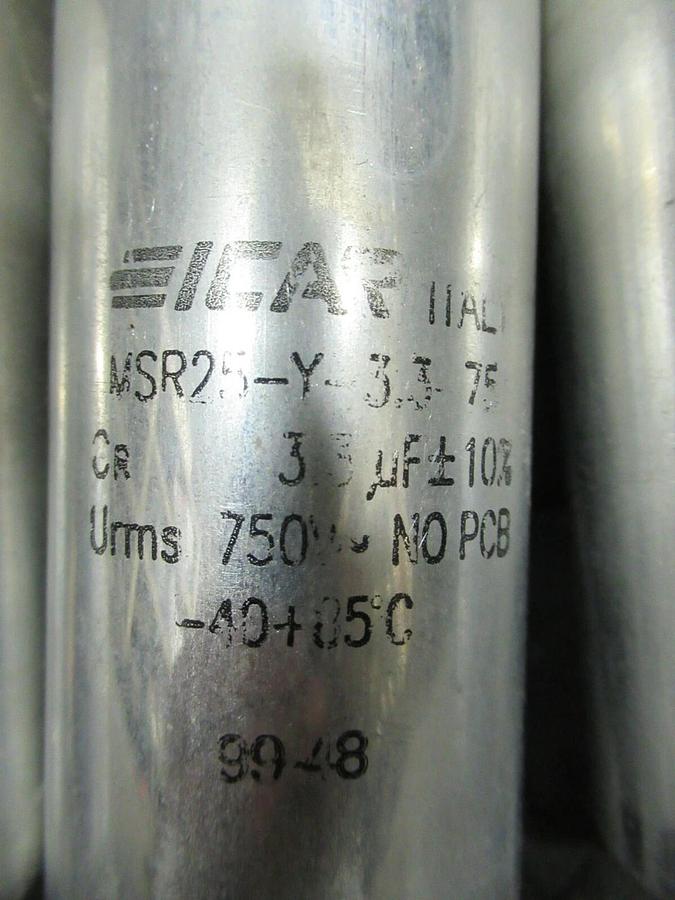 ICAR ITALY
MSR25-Y-3.3 75
CR 3.3 µF±10%
Urms 750V~ NO PCB
-40+85°C
99-48